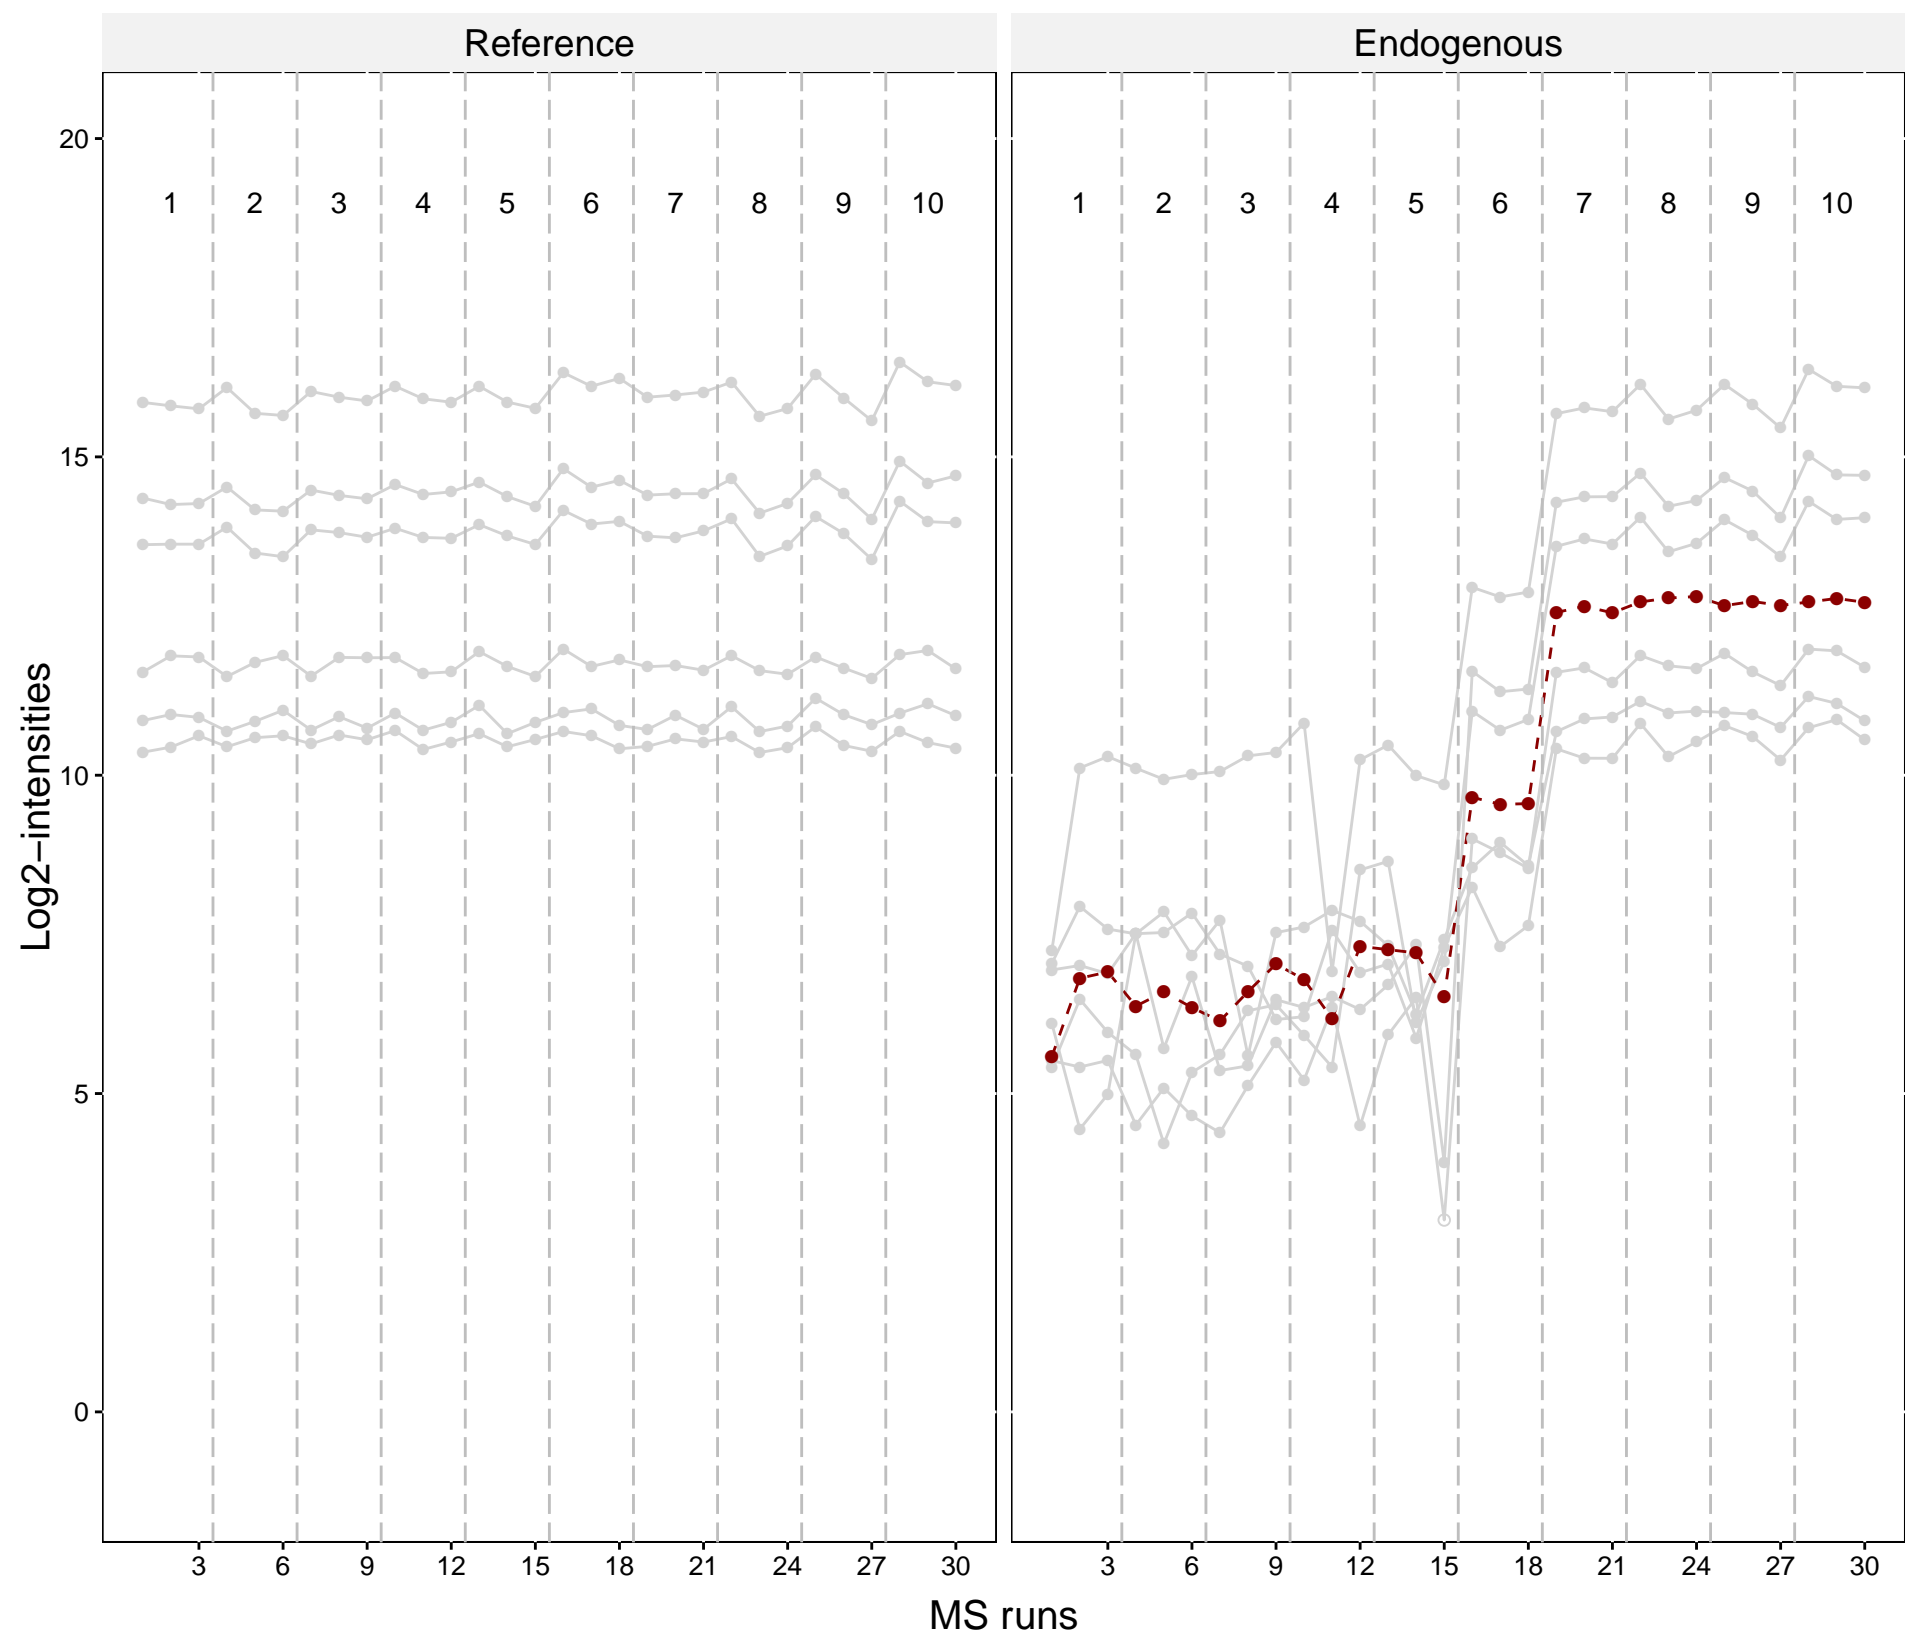 Reference Endogenous
20
1 2 3 4 5 6 7 8 9 10 1 2 3 4 5 6 7 8 9 10
15
10
5
0
Log2−intensities
3 6 9 12 15 18 21 24 27 30 3 6 9 12 15 18 21 24 27 30
MS runs